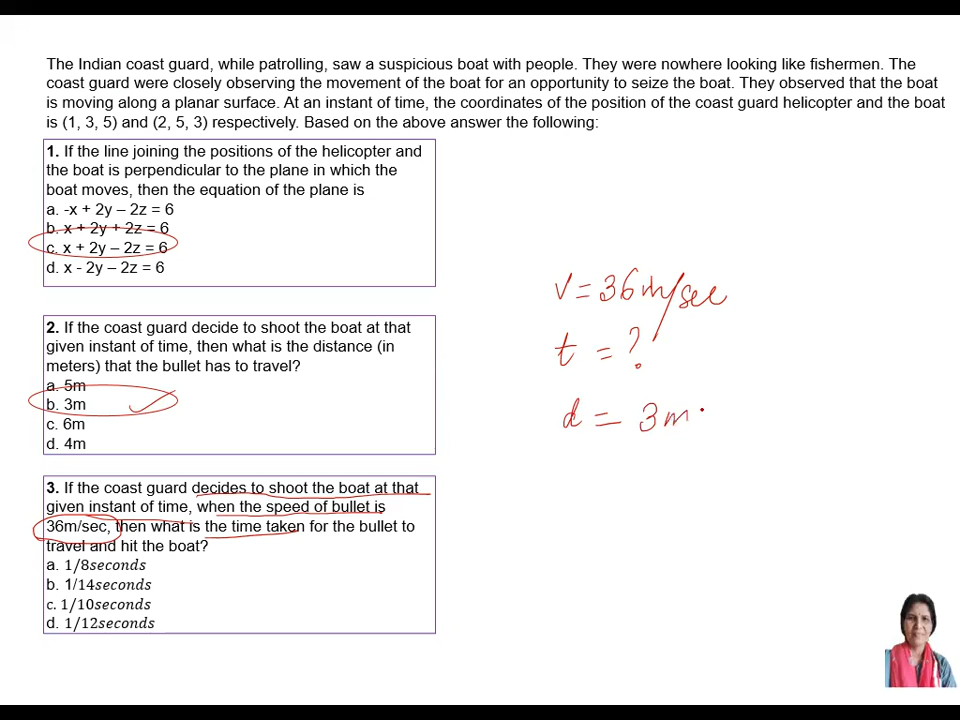 The Indian coast guard, while patrolling, saw a suspicious boat with people. They were nowhere looking like fishermen. The
coast guard were closely observing the movement of the boat for an opportunity to seize the boat. They observed that the boat
is moving along a planar surface. At an instant of time, the coordinates of the position of the coast guard helicopter and the boat
is (1, 3, 5) and (2, 5, 3) respectively. Based on the above answer the following:
1. If the line joining the positions of the helicopter and
the boat is perpendicular to the plane in which the
boat moves, then the equation of the plane is
a. -x + 2y – 2z = 6
b. x + 2y + 2z = 6
c. x + 2y – 2z = 6
d. x - 2y – 2z = 6
2. If the coast guard decide to shoot the boat at that
given instant of time, then what is the distance (in
meters) that the bullet has to travel?
a. 5m
b. 3m
c. 6m
d. 4m
3. If the coast guard decides to shoot the boat at that
given instant of time, when the speed of bullet is
36m/sec, then what is the time taken for the bullet to
travel and hit the boat?
a. 1/8seconds
b. 1/14seconds
c. 1/10seconds
d. 1/12seconds
V = 36m/sec
t = ?
d = 3m